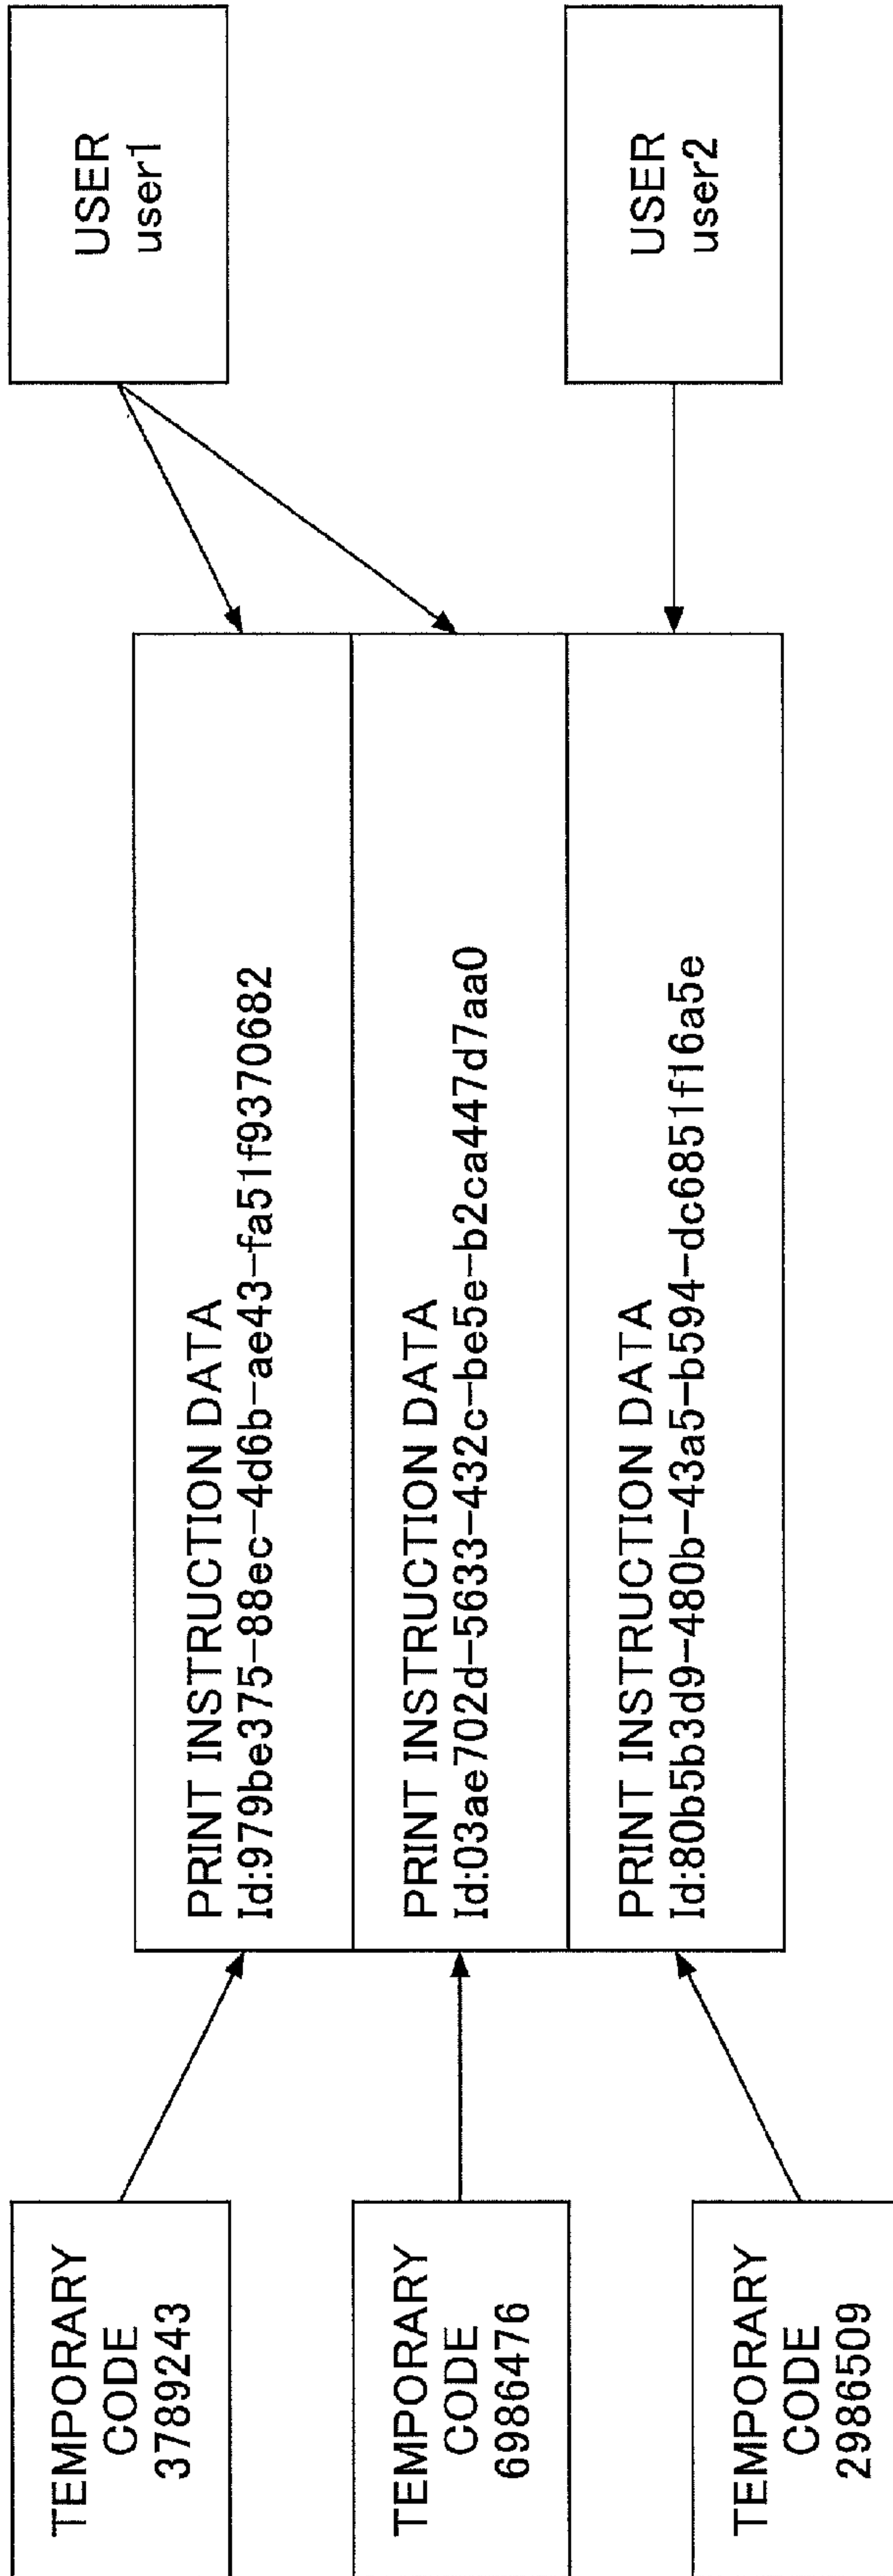 TEMPORARY
CODE
3789243
TEMPORARY
CODE
6986476
TEMPORARY
CODE
2986509
PRINT INSTRUCTION DATA
Id:979be375-88ec-4d6b-ae43-fa51f9370682
PRINT INSTRUCTION DATA
Id:03ae702d-5633-432c-be5e-b2ca447d7aa0
PRINT INSTRUCTION DATA
Id:80b5b3d9-480b-43a5-b594-dc6851f16a5e
USER
user1
USER
user2